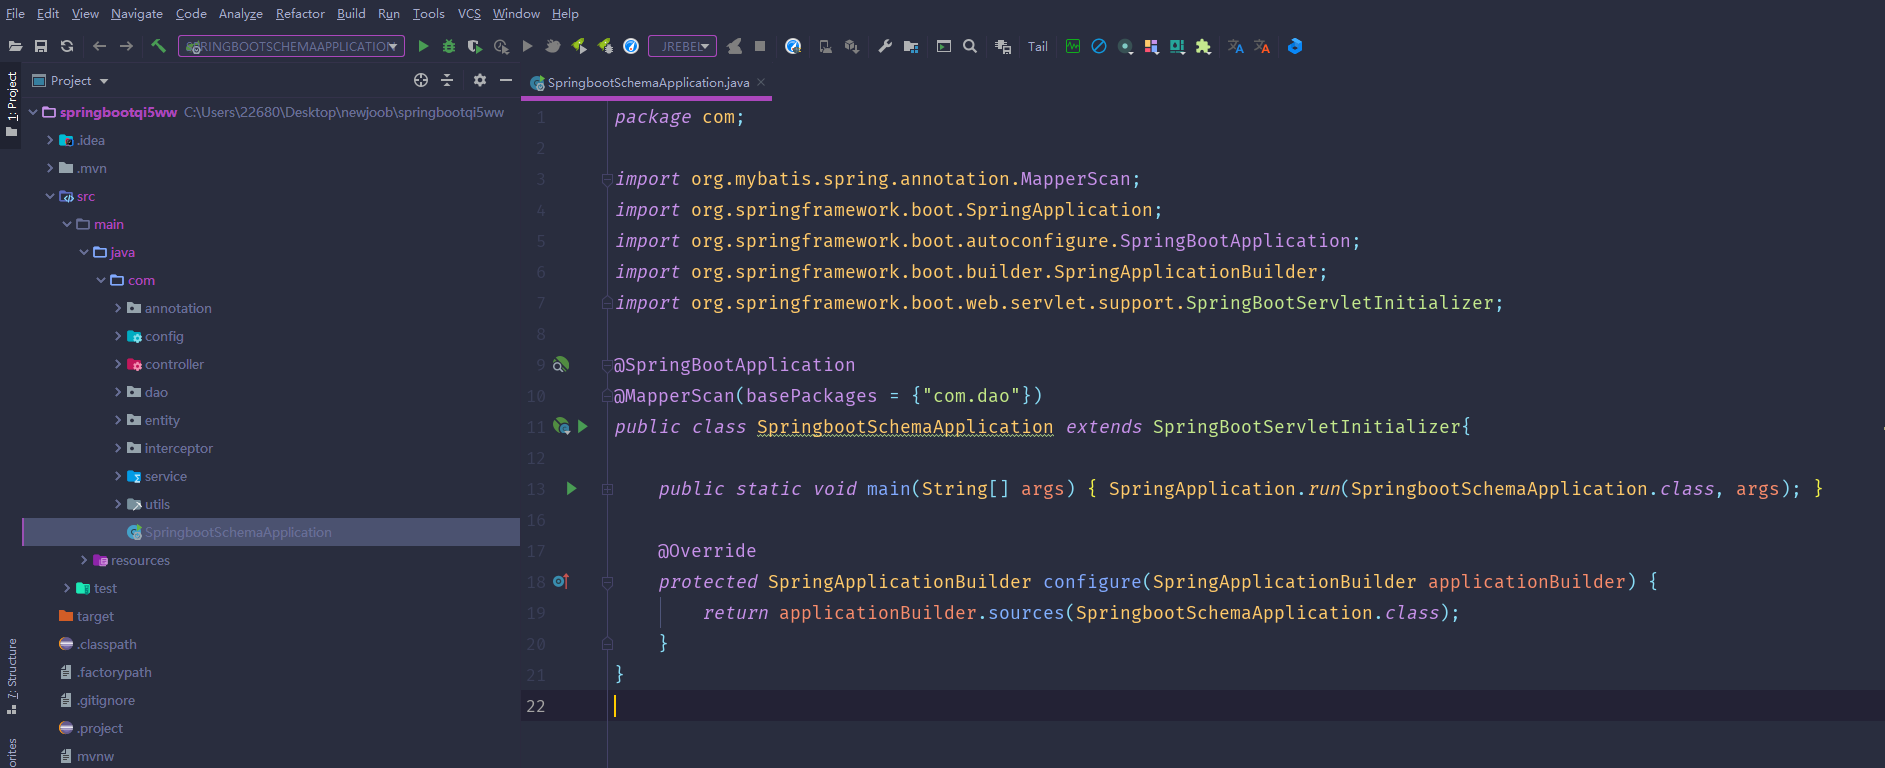 File Edit View Navigate Code Analyze Refactor Build Run Tools VCS Window Help
SPRINGBOOTSCHEMAAPPLICATION JREBEL Tail
1: Project
Project
SpringbootSchemaApplication.java
springbootqi5ww C:\Users\22680\Desktop\newjoob\springbootqi5ww
.idea
.mvn
src
main
java
com
annotation
config
controller
dao
entity
interceptor
service
utils
SpringbootSchemaApplication
resources
test
target
.classpath
.factorypath
.gitignore
.project
mvnw
7: Structure
orites
1 package com;
2
3 import org.mybatis.spring.annotation.MapperScan;
4 import org.springframework.boot.SpringApplication;
5 import org.springframework.boot.autoconfigure.SpringBootApplication;
6 import org.springframework.boot.builder.SpringApplicationBuilder;
7 import org.springframework.boot.web.servlet.support.SpringBootServletInitializer;
8
9 @SpringBootApplication
10 @MapperScan(basePackages = {"com.dao"})
11 public class SpringbootSchemaApplication extends SpringBootServletInitializer{
12
13 public static void main(String[] args) { SpringApplication.run(SpringbootSchemaApplication.class, args); }
16
17 @Override
18 protected SpringApplicationBuilder configure(SpringApplicationBuilder applicationBuilder) {
19 return applicationBuilder.sources(SpringbootSchemaApplication.class);
20 }
21 }
22